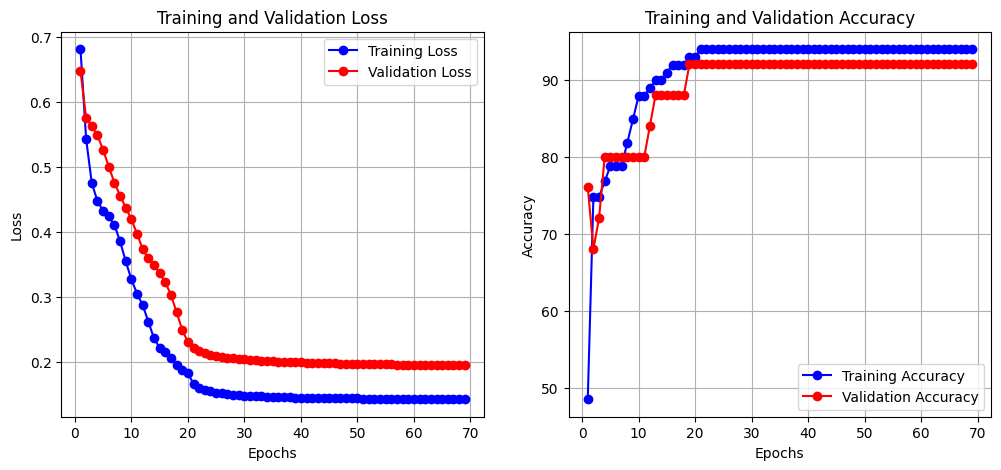 Training and Validation Loss
Training Loss
Validation Loss
0.7
0.6
0.5
0.4
0.3
0.2
Loss
0 10 20 30 40 50 60 70
Epochs
Training and Validation Accuracy
90
80
70
60
50
Accuracy
Training Accuracy
Validation Accuracy
0 10 20 30 40 50 60 70
Epochs